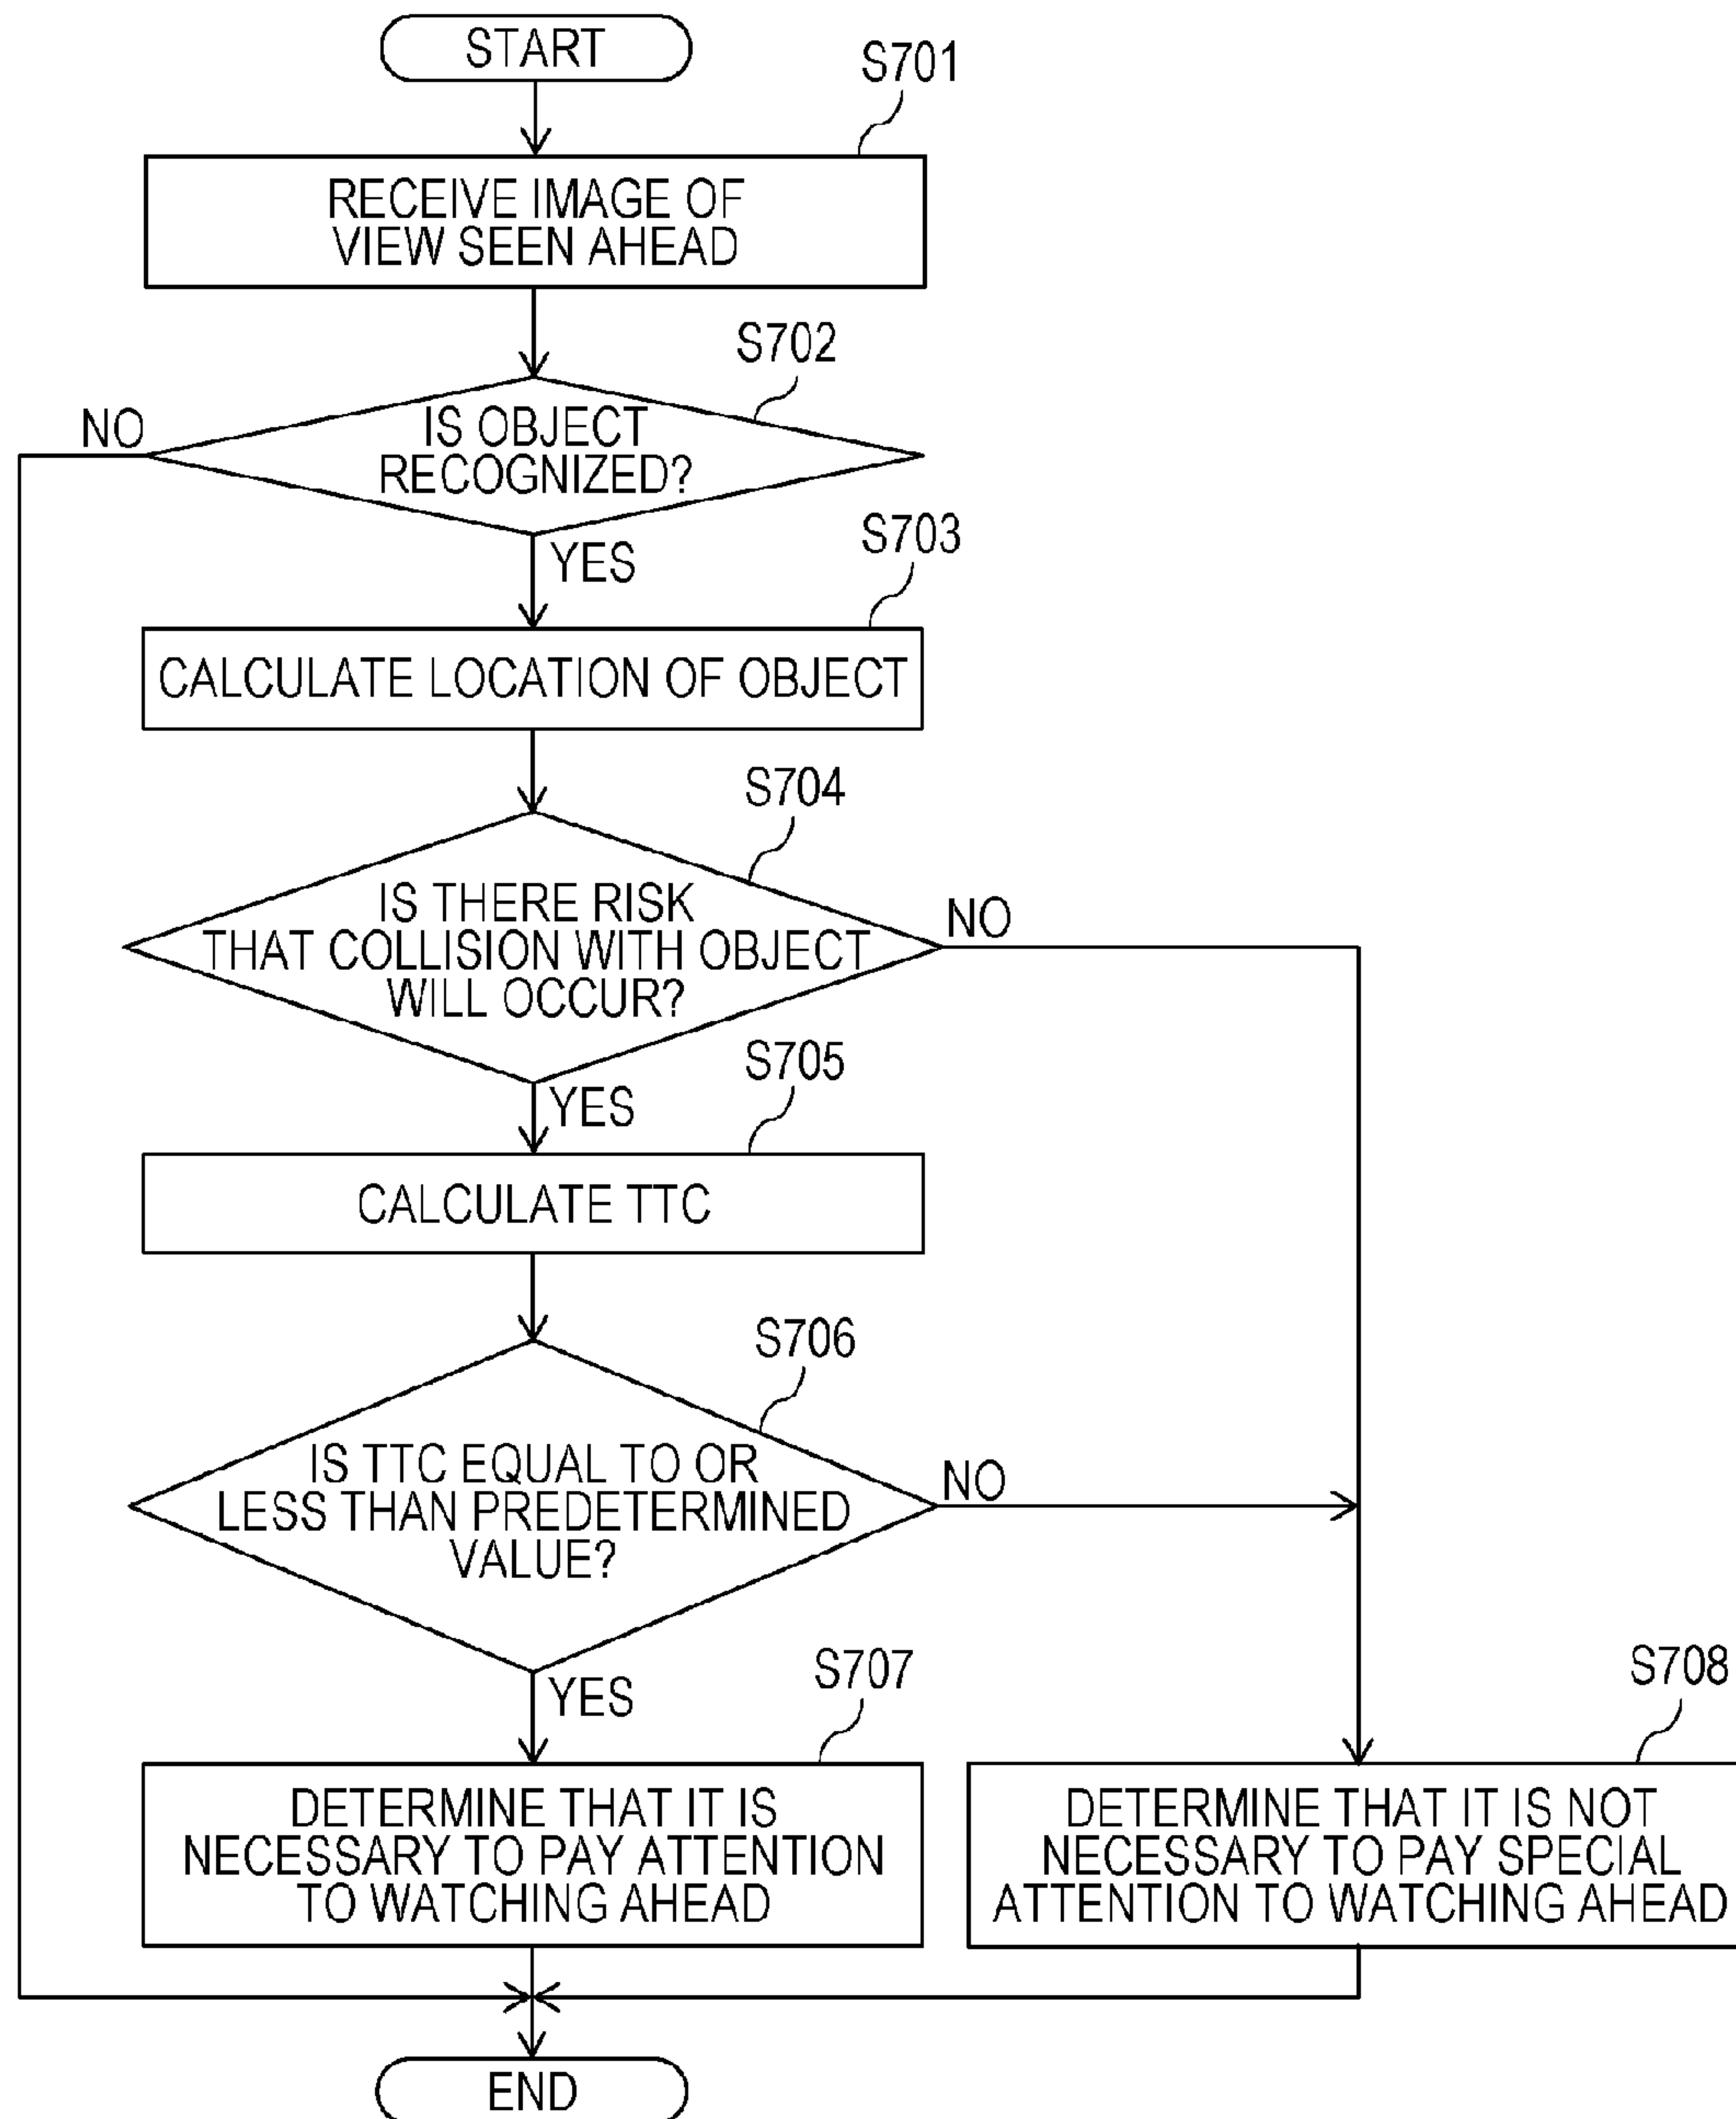 START
S701
RECEIVE IMAGE OF
VIEW SEEN AHEAD
S702
NO
IS OBJECT
RECOGNIZED?
YES
S703
CALCULATE LOCATION OF OBJECT
S704
IS THERE RISK
THAT COLLISION WITH OBJECT
WILL OCCUR?
NO
YES
S705
CALCULATE TTC
S706
IS TTC EQUAL TO OR
LESS THAN PREDETERMINED
VALUE?
NO
YES
S707
DETERMINE THAT IT IS
NECESSARY TO PAY ATTENTION
TO WATCHING AHEAD
S708
DETERMINE THAT IT IS NOT
NECESSARY TO PAY SPECIAL
ATTENTION TO WATCHING AHEAD
END